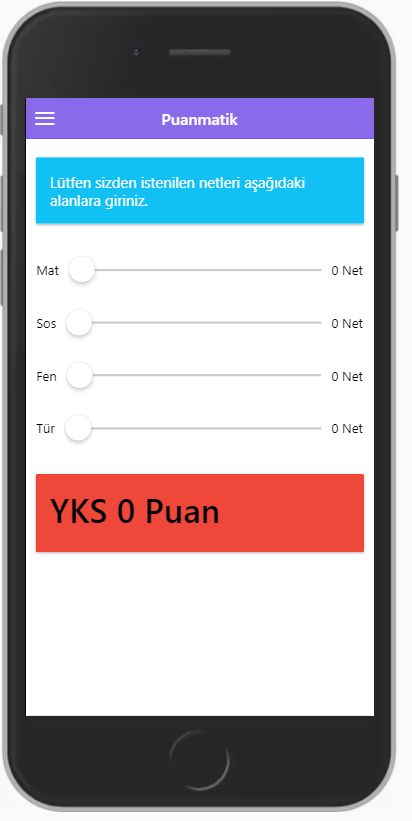 Puanmatik
Lütfen sizden istenilen netleri aşağıdaki
alanlara giriniz.
Mat 0 Net
Sos 0 Net
Fen 0 Net
Tür 0 Net
YKS 0 Puan